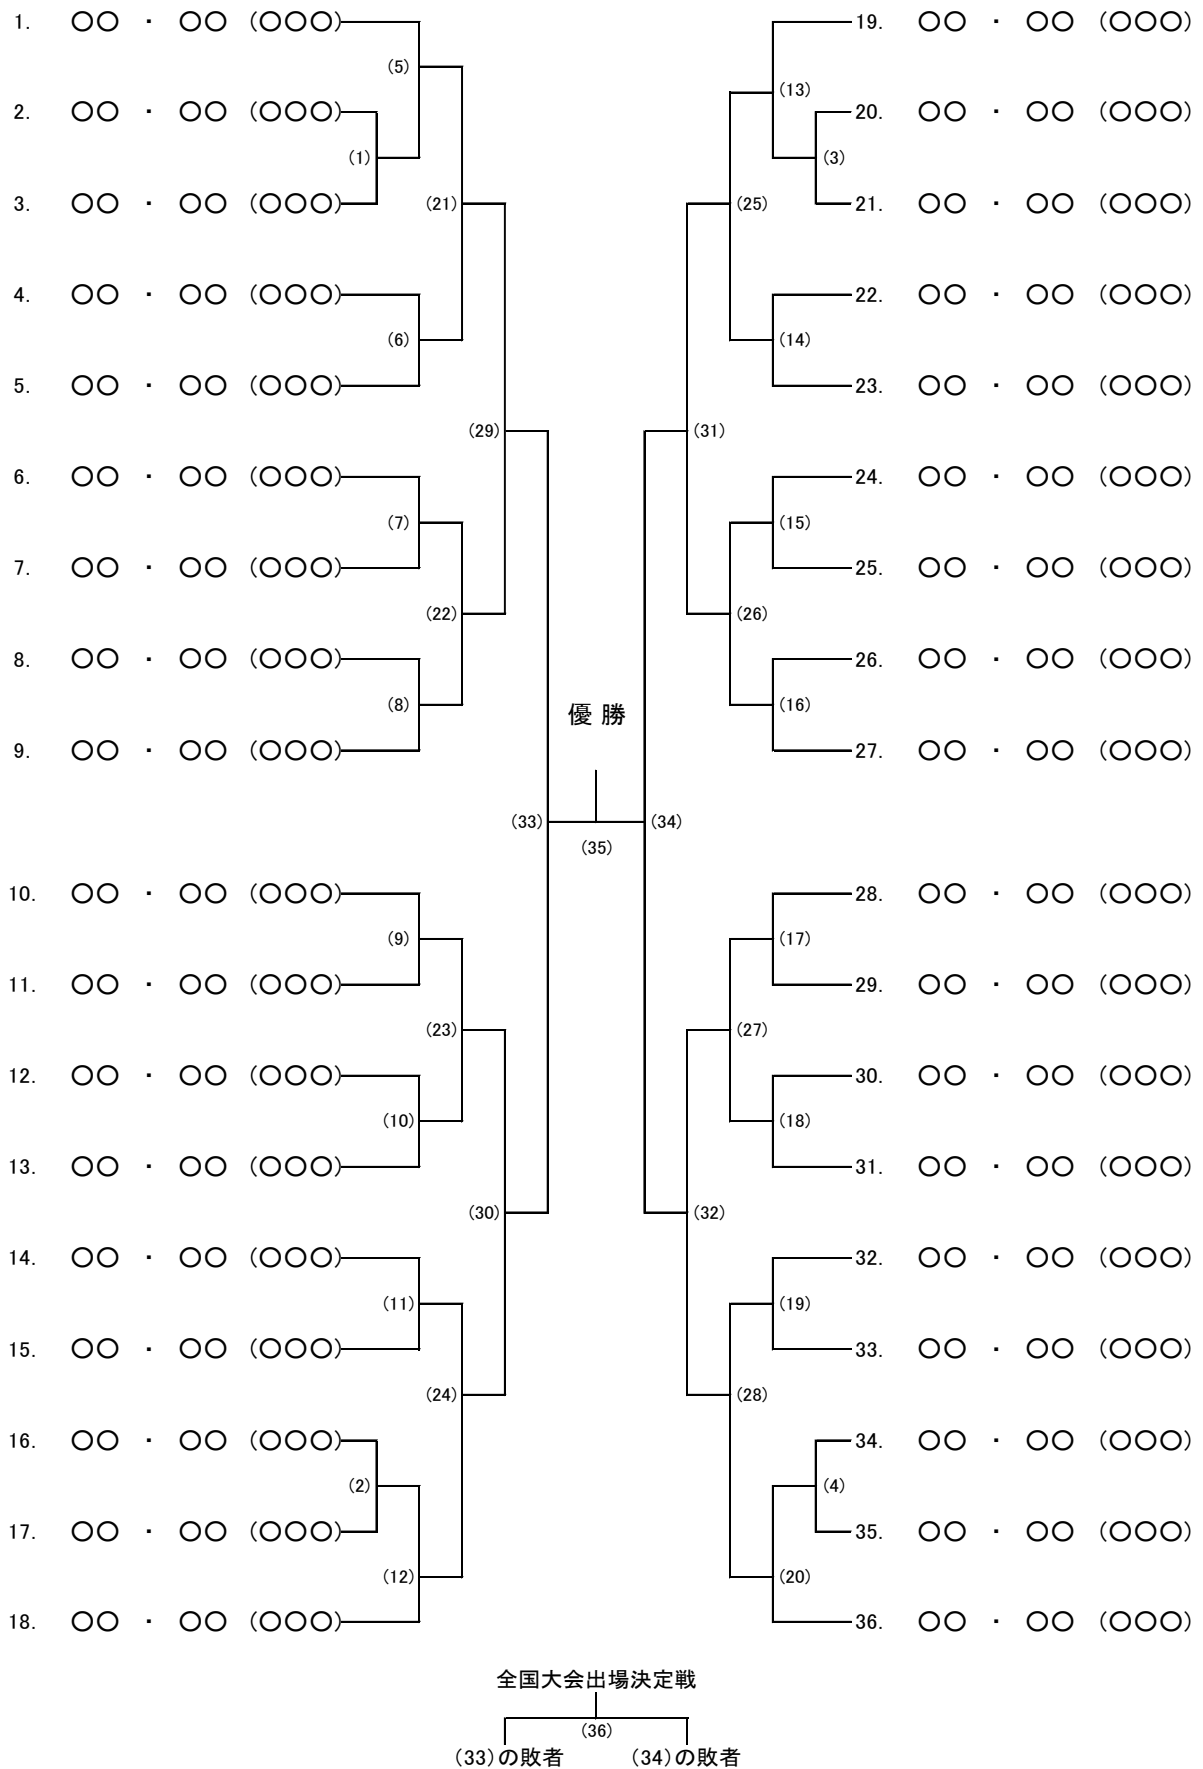 1. 〇〇 ・ 〇〇 (〇〇〇) 19. 〇〇 ・ 〇〇 (〇〇〇)
(5)
(13)
2. 〇〇 ・ 〇〇 (〇〇〇) 20. 〇〇 ・ 〇〇 (〇〇〇)
(1) (3)
3. 〇〇 ・ 〇〇 (〇〇〇) (21) (25) 21. 〇〇 ・ 〇〇 (〇〇〇)
4. 〇〇 ・ 〇〇 (〇〇〇) 22. 〇〇 ・ 〇〇 (〇〇〇)
(6) (14)
5. 〇〇 ・ 〇〇 (〇〇〇) 23. 〇〇 ・ 〇〇 (〇〇〇)
(29) (31)
6. 〇〇 ・ 〇〇 (〇〇〇) 24. 〇〇 ・ 〇〇 (〇〇〇)
(7) (15)
7. 〇〇 ・ 〇〇 (〇〇〇) 25. 〇〇 ・ 〇〇 (〇〇〇)
(22) (26)
8. 〇〇 ・ 〇〇 (〇〇〇) 26. 〇〇 ・ 〇〇 (〇〇〇)
(8) (16)
優 勝
9. 〇〇 ・ 〇〇 (〇〇〇) 27. 〇〇 ・ 〇〇 (〇〇〇)
(33) (34)
(35)
10. 〇〇 ・ 〇〇 (〇〇〇) 28. 〇〇 ・ 〇〇 (〇〇〇)
(9) (17)
11. 〇〇 ・ 〇〇 (〇〇〇) 29. 〇〇 ・ 〇〇 (〇〇〇)
(23) (27)
12. 〇〇 ・ 〇〇 (〇〇〇) 30. 〇〇 ・ 〇〇 (〇〇〇)
(10) (18)
13. 〇〇 ・ 〇〇 (〇〇〇) 31. 〇〇 ・ 〇〇 (〇〇〇)
(30) (32)
14. 〇〇 ・ 〇〇 (〇〇〇) 32. 〇〇 ・ 〇〇 (〇〇〇)
(11) (19)
15. 〇〇 ・ 〇〇 (〇〇〇) 33. 〇〇 ・ 〇〇 (〇〇〇)
(24) (28)
16. 〇〇 ・ 〇〇 (〇〇〇) 34. 〇〇 ・ 〇〇 (〇〇〇)
(2) (4)
17. 〇〇 ・ 〇〇 (〇〇〇) 35. 〇〇 ・ 〇〇 (〇〇〇)
(12) (20)
18. 〇〇 ・ 〇〇 (〇〇〇) 36. 〇〇 ・ 〇〇 (〇〇〇)
全国大会出場決定戦
(36)
(33)の敗者 (34)の敗者